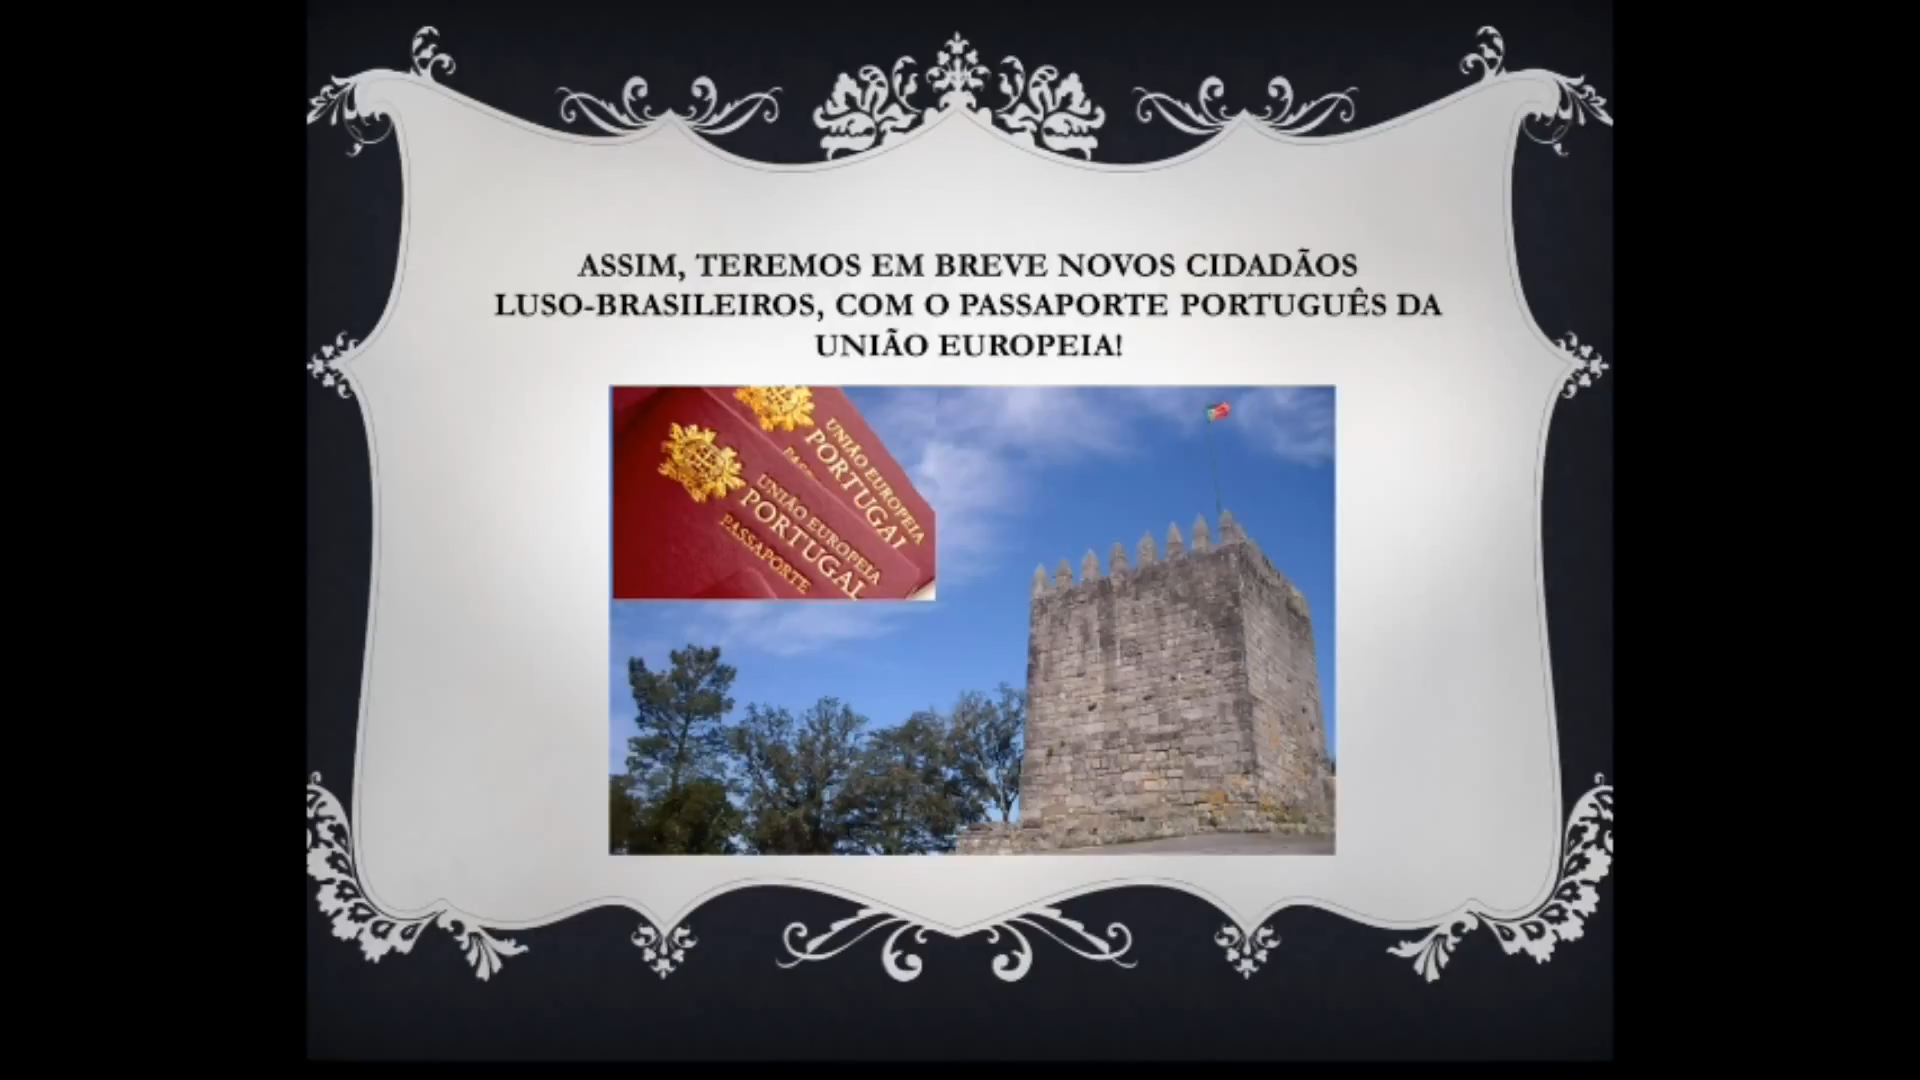 ASSIM, TEREMOS EM BREVE NOVOS CIDADÃOS
LUSO-BRASILEIROS, COM O PASSAPORTE PORTUGUÊS DA
UNIÃO EUROPEIA!
UNIÃO EUROPEIA
PORTUGAL
UNIÃO EUROPEIA
PORTUGAL
PASSAPORTE